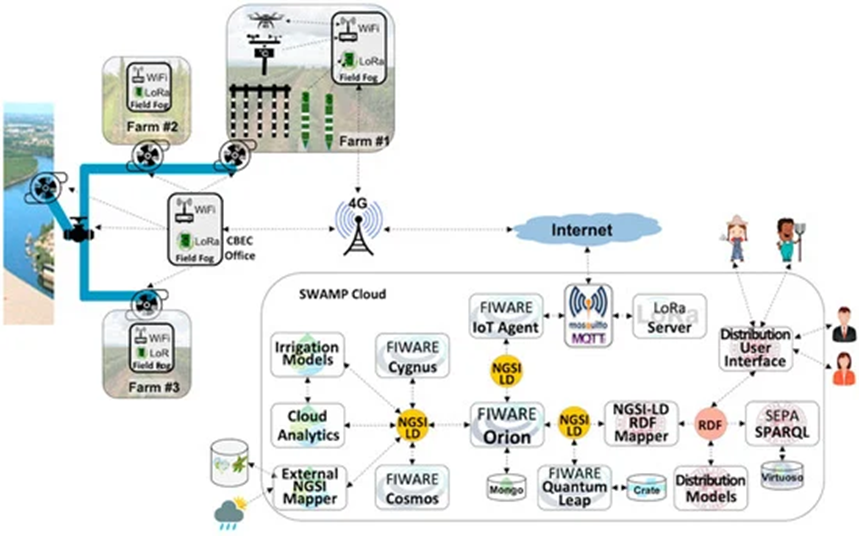 WiFi
LoRa
Field Fog
Farm #1
WiFi
LoRa
Field Fog
Farm #2
WiFi
LoRa
Field Fog
CBEC
Office
4G
Internet
WiFi
LoR
Field Fog
Farm #3
SWAMP Cloud
FIWARE
IoT Agent
mosquitto
MQTT
LoRa
LoRa
Server
Distribution
User
Interface
Irrigation
Models
FIWARE
Cygnus
NGSI
LD
Cloud
Analytics
NGSI
LD
FIWARE
Orion
NGSI
LD
NGSI-LD
RDF
Mapper
RDF
SEPA
SPARQL
External
NGSI
Mapper
FIWARE
Cosmos
Mongo
FIWARE
Quantum
Leap
Crate
Distribution
Models
Virtuoso